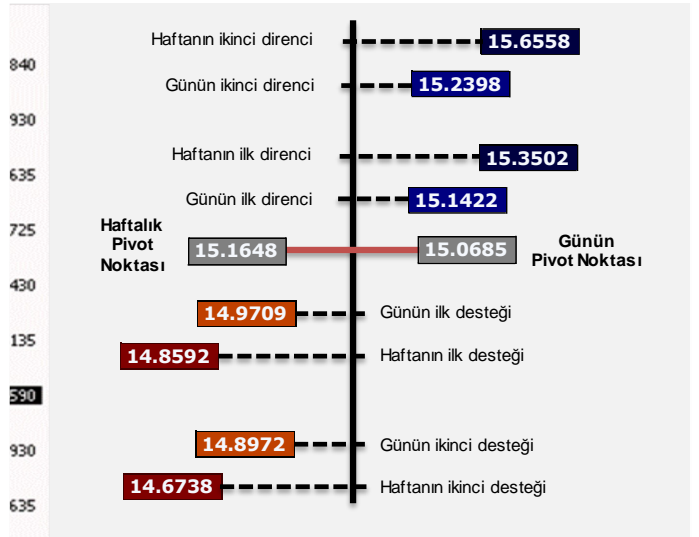 Haftanın ikinci direnci
15.6558
840
Günün ikinci direnci
15.2398
930
Haftanın ilk direnci
15.3502
635
Günün ilk direnci
15.1422
725
Haftalık
Pivot
Noktası
15.1648
15.0685
Günün
Pivot Noktası
430
14.9709
Günün ilk desteği
135
14.8592
Haftanın ilk desteği
590
14.8972
Günün ikinci desteği
930
14.6738
Haftanın ikinci desteği
635